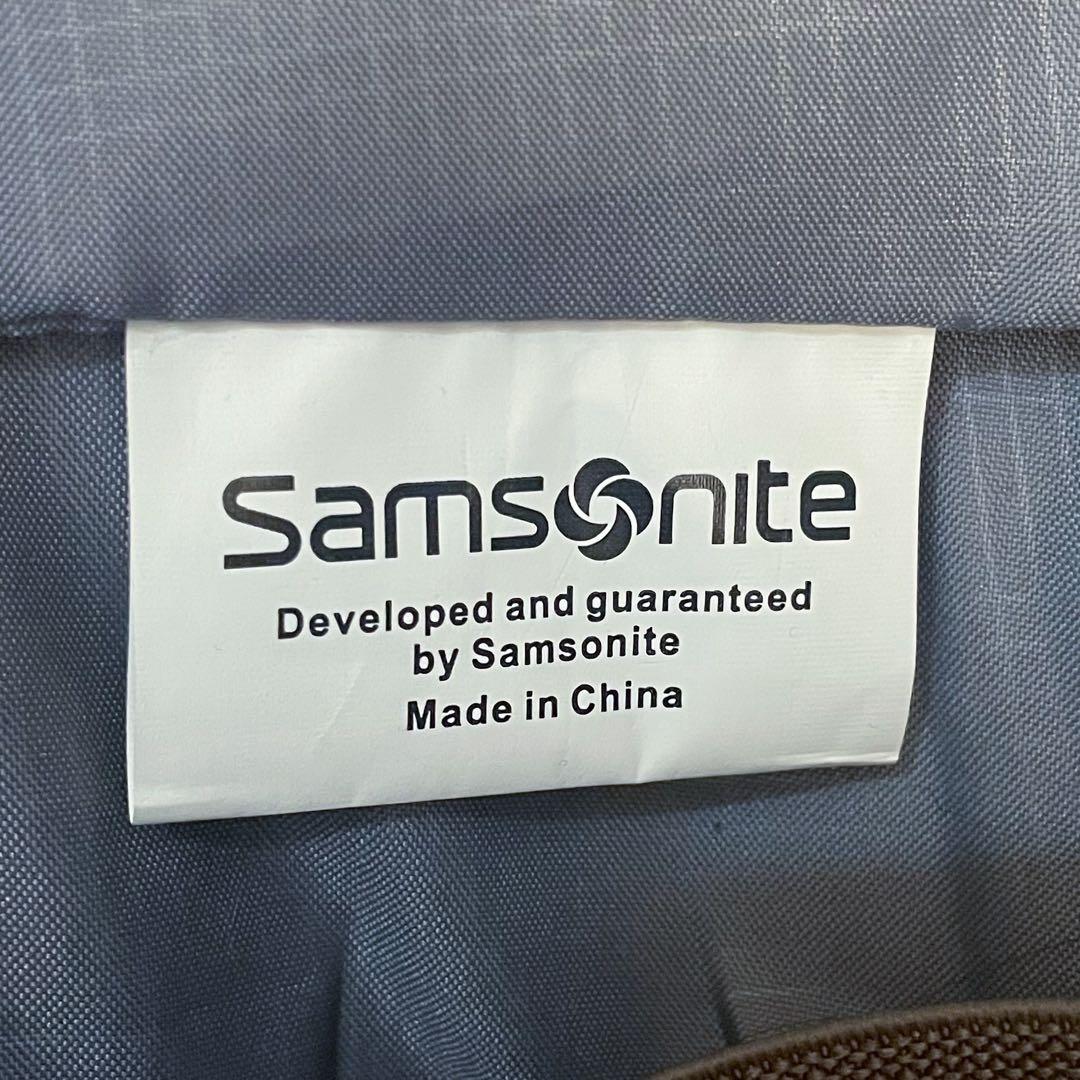 Samsonite
Developed and guaranteed
by Samsonite
Made in China